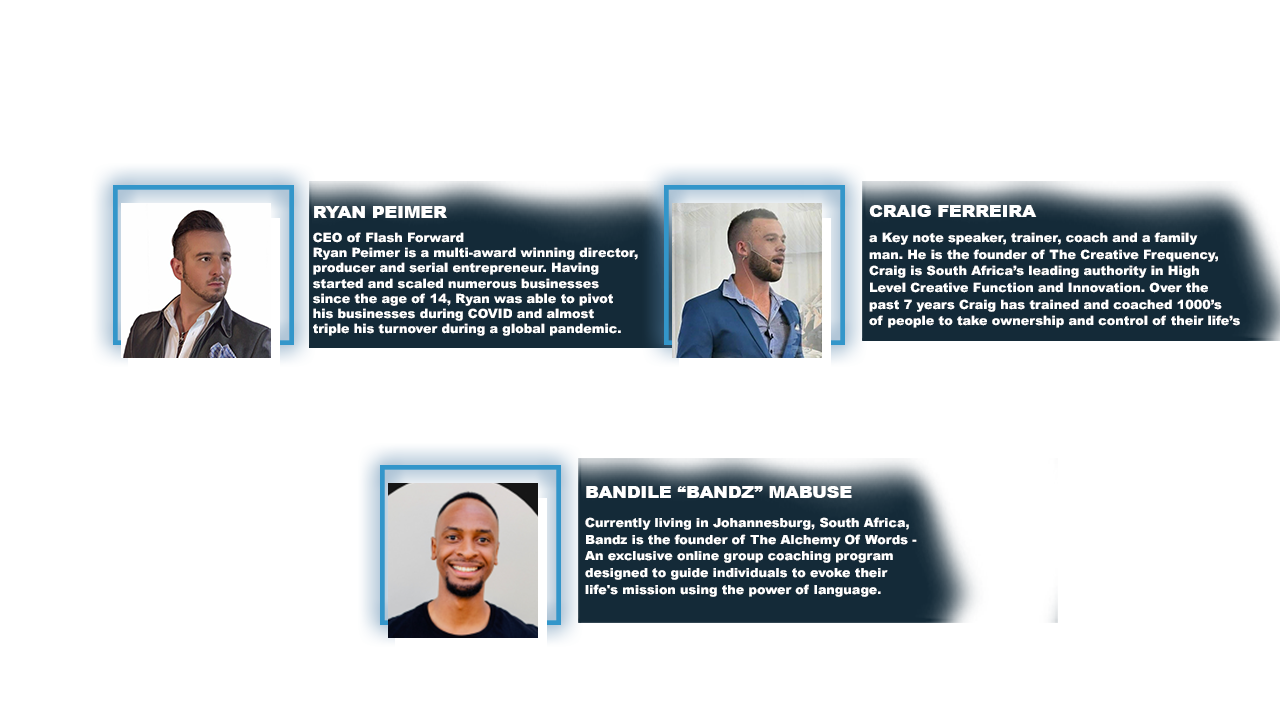 RYAN PEIMER
CEO of Flash Forward
Ryan Peimer is a multi-award winning director,
producer and serial entrepreneur. Having
started and scaled numerous businesses
since the age of 14, Ryan was able to pivot
his businesses during COVID and almost
triple his turnover during a global pandemic.
CRAIG FERREIRA
a Key note speaker, trainer, coach and a family
man. He is the founder of The Creative Frequency,
Craig is South Africa’s leading authority in High
Level Creative Function and Innovation. Over the
past 7 years Craig has trained and coached 1000’s
of people to take ownership and control of their life’s
BANDILE “BANDZ” MABUSE
Currently living in Johannesburg, South Africa,
Bandz is the founder of The Alchemy Of Words -
An exclusive online group coaching program
designed to guide individuals to evoke their
life's mission using the power of language.